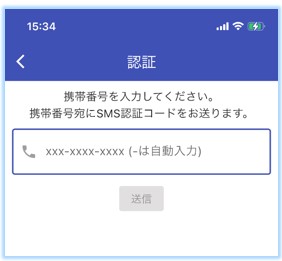 15:34
認証
携帯番号を入力してください。
携帯番号宛にSMS認証コードをお送ります。
xxx-xxxx-xxxx (-は自動入力)
送信